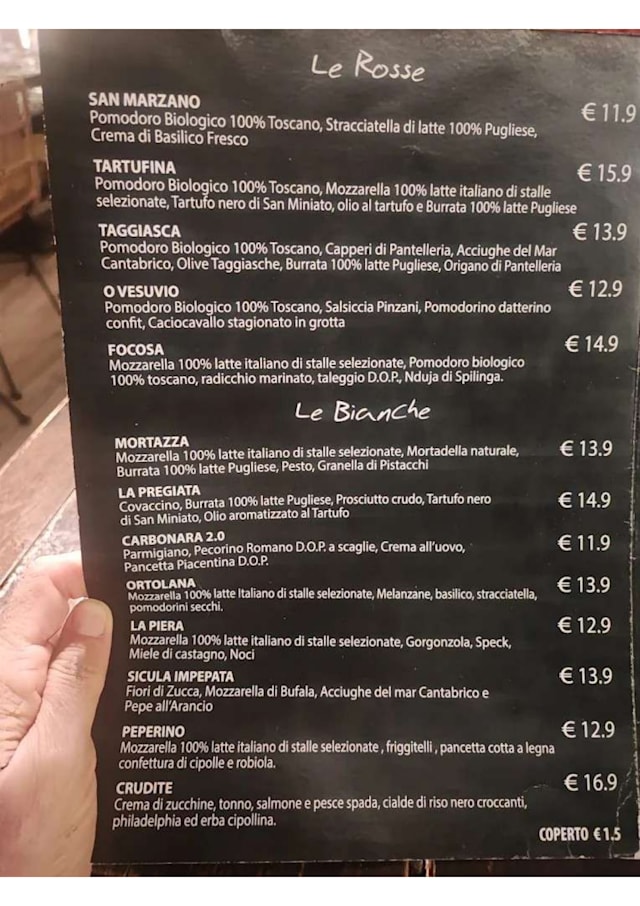 Le Rosse
SAN MARZANO € 11.9
Pomodoro Biologico 100% Toscano, Stracciatella di latte 100% Pugliese,
Crema di Basilico Fresco
TARTUFINA € 15.9
Pomodoro Biologico 100% Toscano, Mozzarella 100% latte italiano di stalle
selezionate, Tartufo nero di San Miniato, olio al tartufo e Burrata 100% latte Pugliese
TAGGIASCA € 13.9
Pomodoro Biologico 100% Toscano, Capperi di Pantelleria, Acciughe del Mar
Cantabrico, Olive Taggiasche, Burrata 100% latte Pugliese, Origano di Pantelleria
O VESUVIO € 12.9
Pomodoro Biologico 100% Toscano, Salsiccia Pinzani, Pomodorino datterino
confit, Caciocavallo stagionato in grotta
FOCOSA € 14.9
Mozzarella 100% latte italiano di stalle selezionate, Pomodoro biologico
100% toscano, radicchio marinato, taleggio D.O.P., Nduja di Spilinga.
Le Bianche
MORTAZZA € 13.9
Mozzarella 100% latte italiano di stalle selezionate, Mortadella naturale,
Burrata 100% latte Pugliese, Pesto, Granella di Pistacchi
LA PREGIATA € 14.9
Covaccino, Burrata 100% latte Pugliese, Prosciutto crudo, Tartufo nero
di San Miniato, Olio aromatizzato al Tartufo
CARBONARA 2.0 € 11.9
Parmigiano, Pecorino Romano D.O.P. a scaglie, Crema all'uovo,
Pancetta Piacentina D.O.P.
ORTOLANA € 13.9
Mozzarella 100% latte Italiano di stalle selezionate, Melanzane, basilico, stracciatella,
pomodorini secchi.
LA PIERA € 12.9
Mozzarella 100% latte italiano di stalle selezionate, Gorgonzola, Speck,
Miele di castagno, Noci
SICULA IMPEPATA € 13.9
Fiori di Zucca, Mozzarella di Bufala, Acciughe del mar Cantabrico e
Pepe all'Arancio
PEPERINO € 12.9
Mozzarella 100% latte italiano di stalle selezionate , friggitelli , pancetta cotta a legna
confettura di cipolle e robiola.
CRUDITE € 16.9
Crema di zucchine, tonno, salmone e pesce spada, cialde di riso nero croccanti,
philadelphia ed erba cipollina.
COPERTO € 1.5